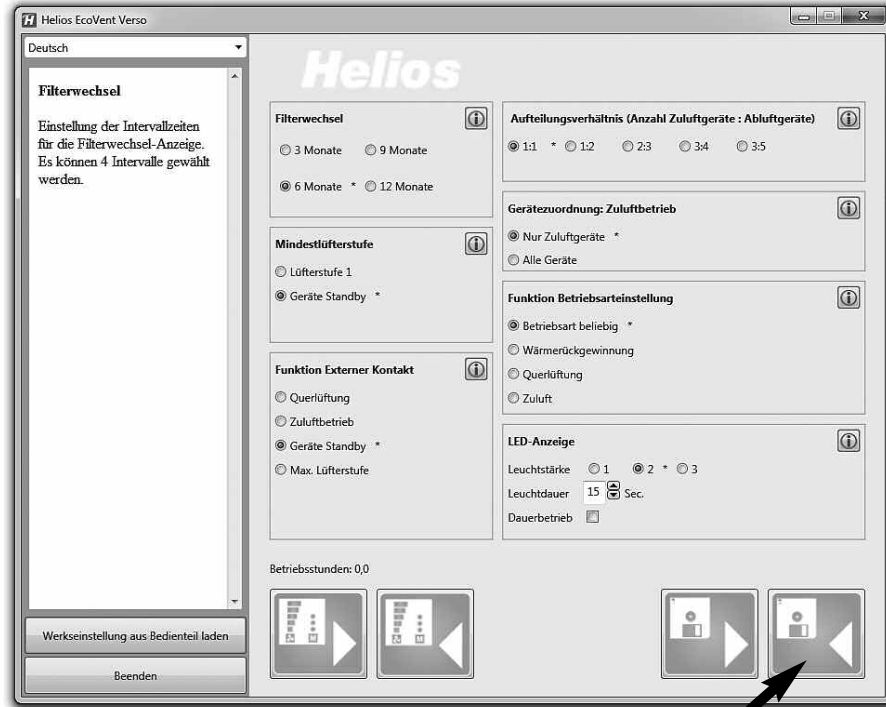 Helios EcoVent Verso
Deutsch
Filterwechsel
Einstellung der Intervallzeiten
für die Filterwechsel-Anzeige.
Es können 4 Intervalle gewählt
werden.
Werkseinstellung aus Bedienteil laden
Beenden
Helios
Filterwechsel
3 Monate 9 Monate
6 Monate * 12 Monate
Mindestlüfterstufe
Lüfterstufe 1
Geräte Standby *
Funktion Externer Kontakt
Querlüftung
Zuluftbetrieb
Geräte Standby *
Max. Lüfterstufe
Aufteilungsverhältnis (Anzahl Zuluftgeräte : Abluftgeräte)
1:1 * 1:2 2:3 3:4 3:5
Gerätezuordnung: Zuluftbetrieb
Nur Zuluftgeräte *
Alle Geräte
Funktion Betriebsarteinstellung
Betriebsart beliebig *
Wärmerückgewinnung
Querlüftung
Zuluft
LED-Anzeige
Leuchtstärke 1 2 * 3
Leuchtdauer 15 Sec.
Dauerbetrieb
Betriebsstunden: 0,0
M M